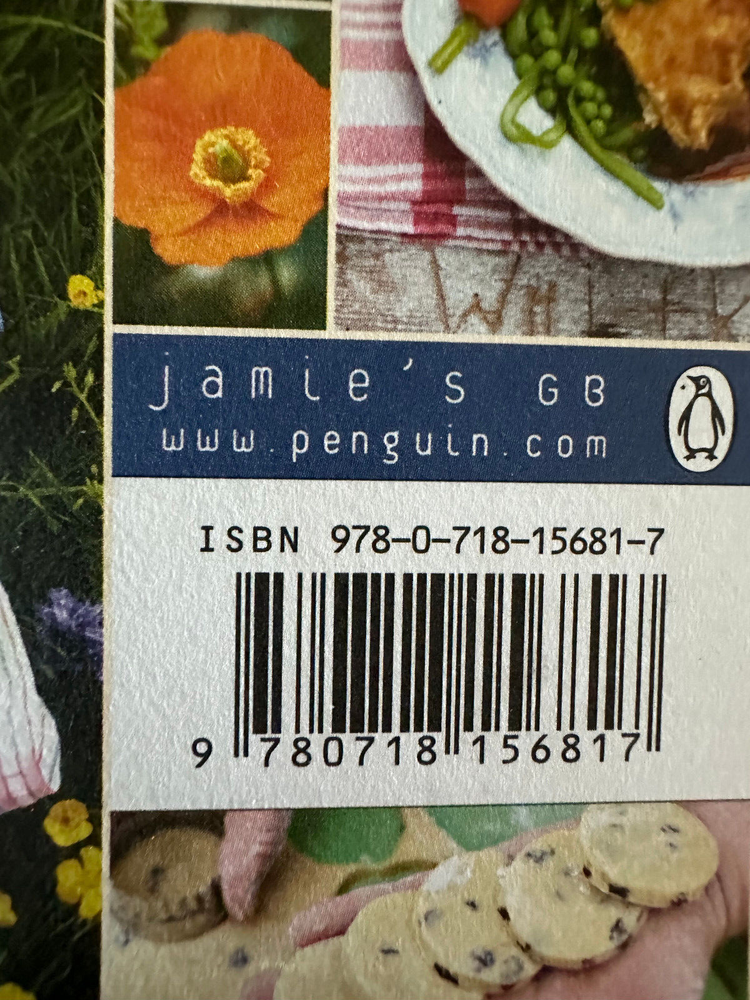 jamie's GB
www.penguin.com
ISBN 978-0-718-15681-7
9 780718 156817